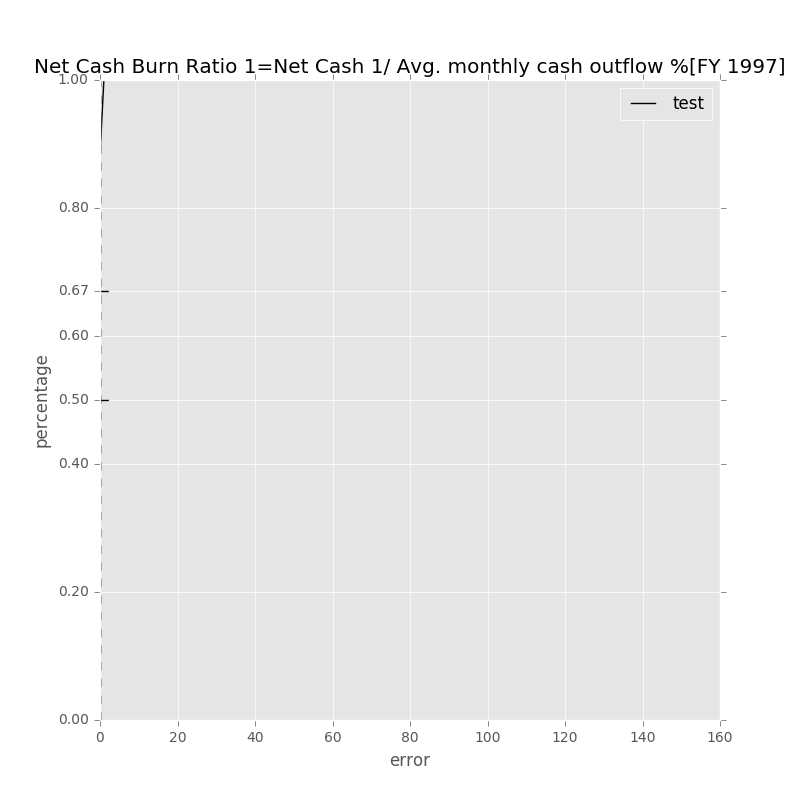 Net Cash Burn Ratio 1=Net Cash 1/ Avg. monthly cash outflow %[FY 1997]
test
1.00
0.80
0.67
0.60
0.50
0.40
0.20
0.00
percentage
0 20 40 60 80 100 120 140 160
error